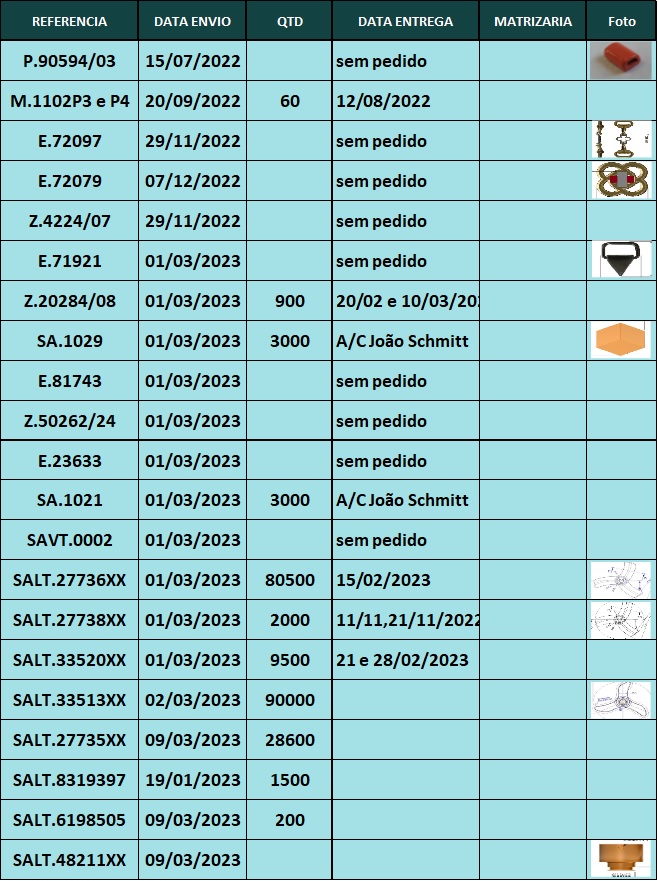 REFERENCIA DATA ENVIO QTD DATA ENTREGA MATRIZARIA Foto
P.90594/03 15/07/2022 sem pedido
M.1102P3 e P4 20/09/2022 60 12/08/2022
E.72097 29/11/2022 sem pedido
E.72079 07/12/2022 sem pedido
Z.4224/07 29/11/2022 sem pedido
E.71921 01/03/2023 sem pedido
Z.20284/08 01/03/2023 900 20/02 e 10/03/202
SA.1029 01/03/2023 3000 A/C João Schmitt
E.81743 01/03/2023 sem pedido
Z.50262/24 01/03/2023 sem pedido
E.23633 01/03/2023 sem pedido
SA.1021 01/03/2023 3000 A/C João Schmitt
SAVT.0002 01/03/2023 sem pedido
SALT.27736XX 01/03/2023 80500 15/02/2023
SALT.27738XX 01/03/2023 2000 11/11,21/11/2022
SALT.33520XX 01/03/2023 9500 21 e 28/02/2023
SALT.33513XX 02/03/2023 90000
SALT.27735XX 09/03/2023 28600
SALT.8319397 19/01/2023 1500
SALT.6198505 09/03/2023 200
SALT.48211XX 09/03/2023